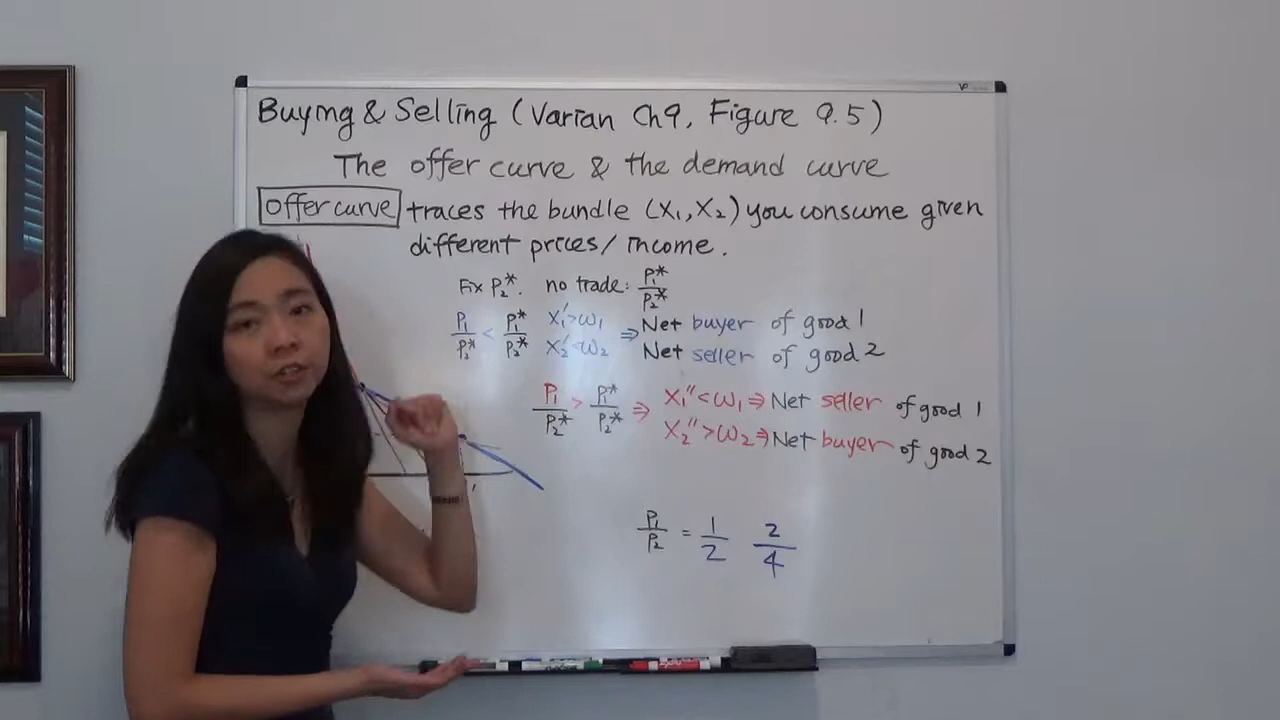 Buying & Selling (Varian Ch9, Figure 9.5)
The offer curve & the demand curve
Offer curve traces the bundle (X₁, X₂) you consume given
different prices / income.
Fix P₂*. no trade: P₁*/P₂*
P₁/P₂* < P₁*/P₂* X₁'>ω₁ ⇒ Net buyer of good 1
X₂'<ω₂ Net seller of good 2
P₁/P₂* > P₁*/P₂* ⇒ X₁''<ω₁ ⇒ Net seller of good 1
X₂''>ω₂ ⇒ Net buyer of good 2
P₁/P₂ = 1/2 2/4